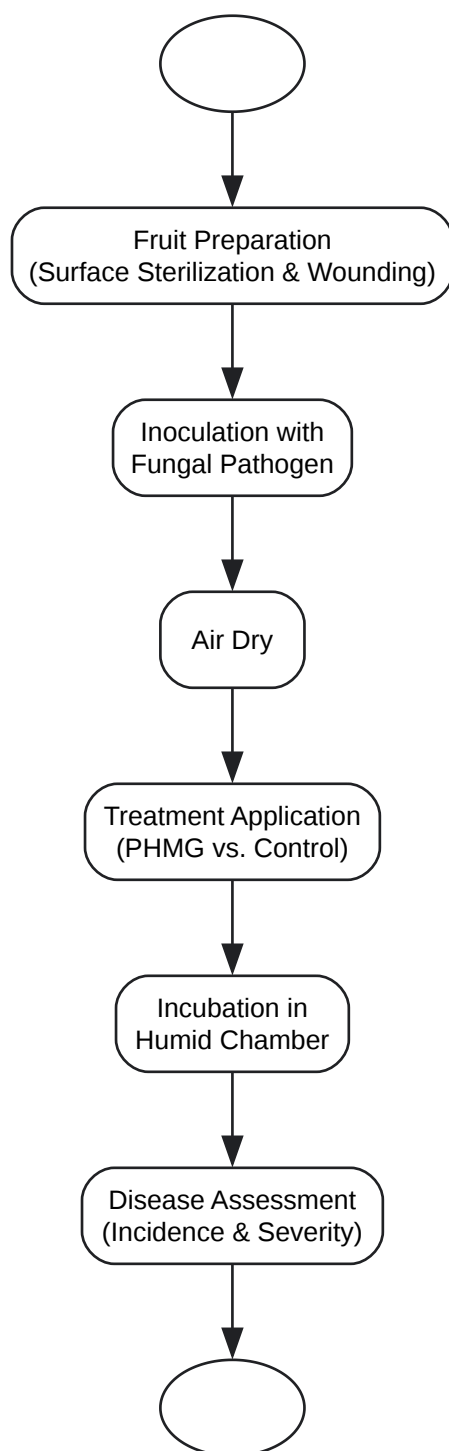 Fruit Preparation
(Surface Sterilization & Wounding)
Inoculation with
Fungal Pathogen
Air Dry
Treatment Application
(PHMG vs. Control)
Incubation in
Humid Chamber
Disease Assessment
(Incidence & Severity)